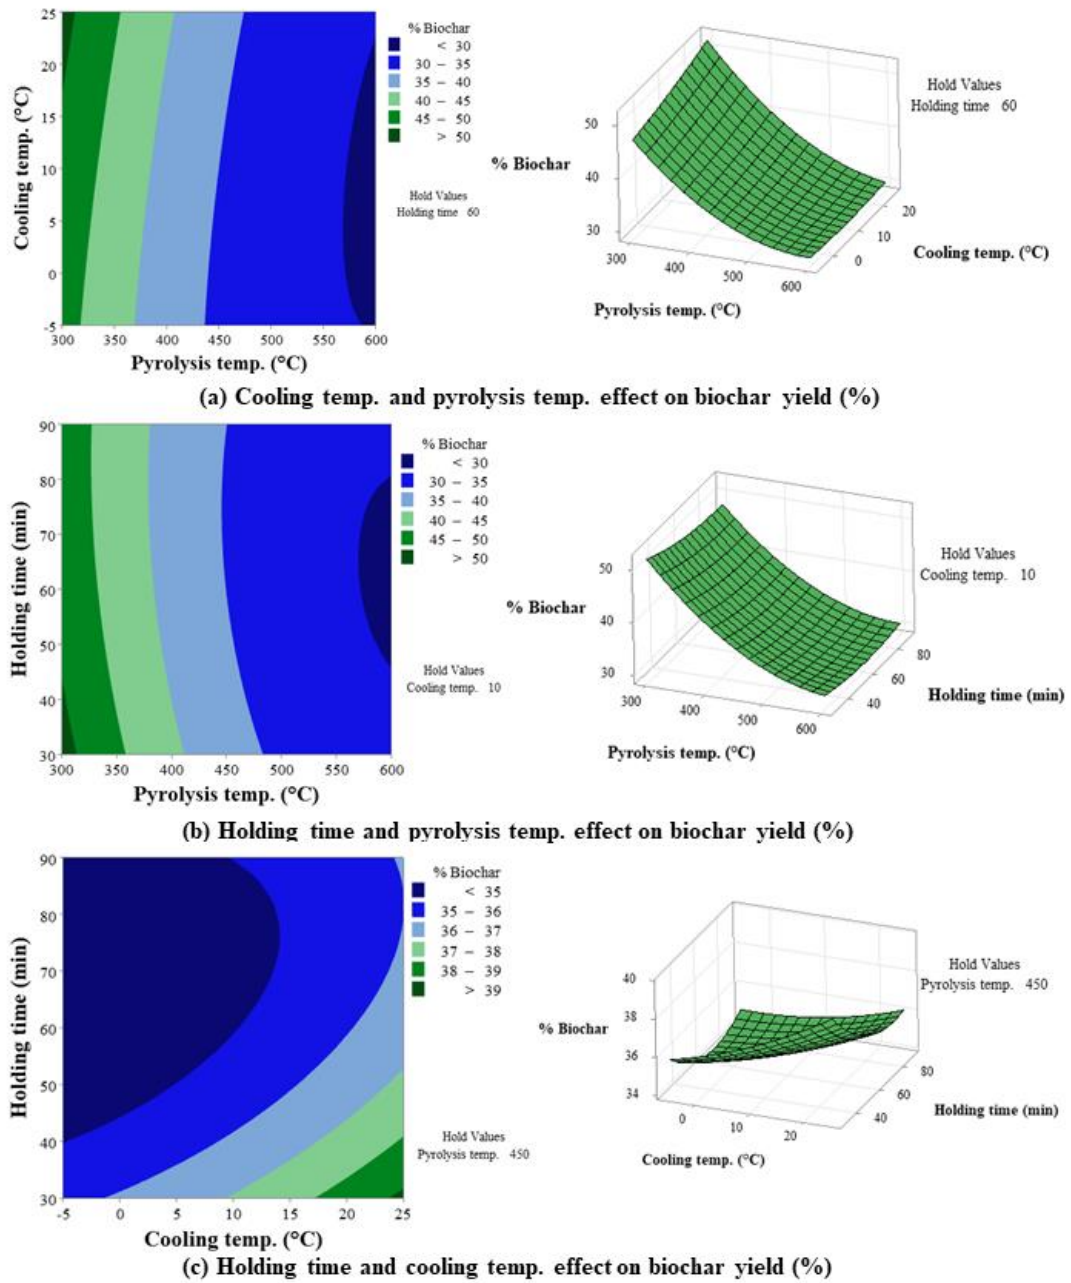 25
20
15
10
5
0
-5
Cooling temp. (°C)
300 350 400 450 500 550 600
Pyrolysis temp. (°C)
% Biochar
< 30
30 – 35
35 – 40
40 – 45
45 – 50
> 50
Hold Values
Holding time 60
50
40
30
% Biochar
300 400 500 600
Pyrolysis temp. (°C)
0
10
20
Cooling temp. (°C)
Hold Values
Holding time 60
(a) Cooling temp. and pyrolysis temp. effect on biochar yield (%)
90
80
70
60
50
40
30
Holding time (min)
300 350 400 450 500 550 600
Pyrolysis temp. (°C)
% Biochar
< 30
30 – 35
35 – 40
40 – 45
45 – 50
> 50
Hold Values
Cooling temp. 10
50
40
30
% Biochar
300 400 500 600
Pyrolysis temp. (°C)
40
60
80
Holding time (min)
Hold Values
Cooling temp. 10
(b) Holding time and pyrolysis temp. effect on biochar yield (%)
90
80
70
60
50
40
30
Holding time (min)
-5 0 5 10 15 20 25
Cooling temp. (°C)
% Biochar
< 35
35 – 36
36 – 37
37 – 38
38 – 39
> 39
Hold Values
Pyrolysis temp. 450
40
38
36
34
% Biochar
0 10 20
Cooling temp. (°C)
40
60
80
Holding time (min)
Hold Values
Pyrolysis temp. 450
(c) Holding time and cooling temp. effect on biochar yield (%)